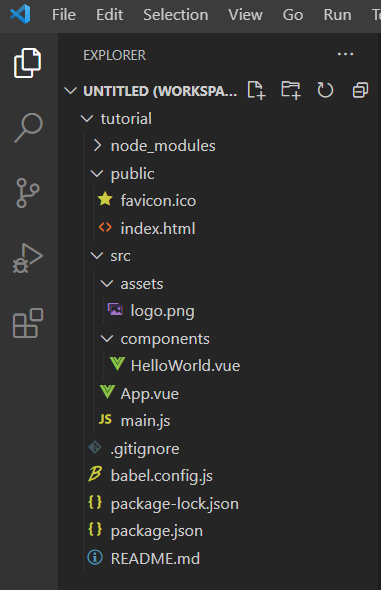 File Edit Selection View Go Run T
EXPLORER ...
UNTITLED (WORKSPA...
tutorial
node_modules
public
favicon.ico
index.html
src
assets
logo.png
components
HelloWorld.vue
App.vue
JS main.js
.gitignore
babel.config.js
{} package-lock.json
{} package.json
README.md